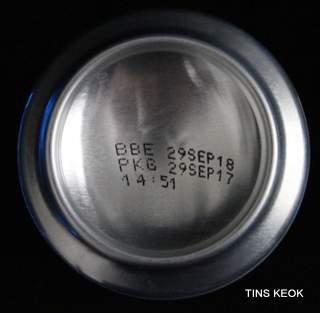 BBE 29SEP18
PKG 29SEP17
14:51
TINS KEOK